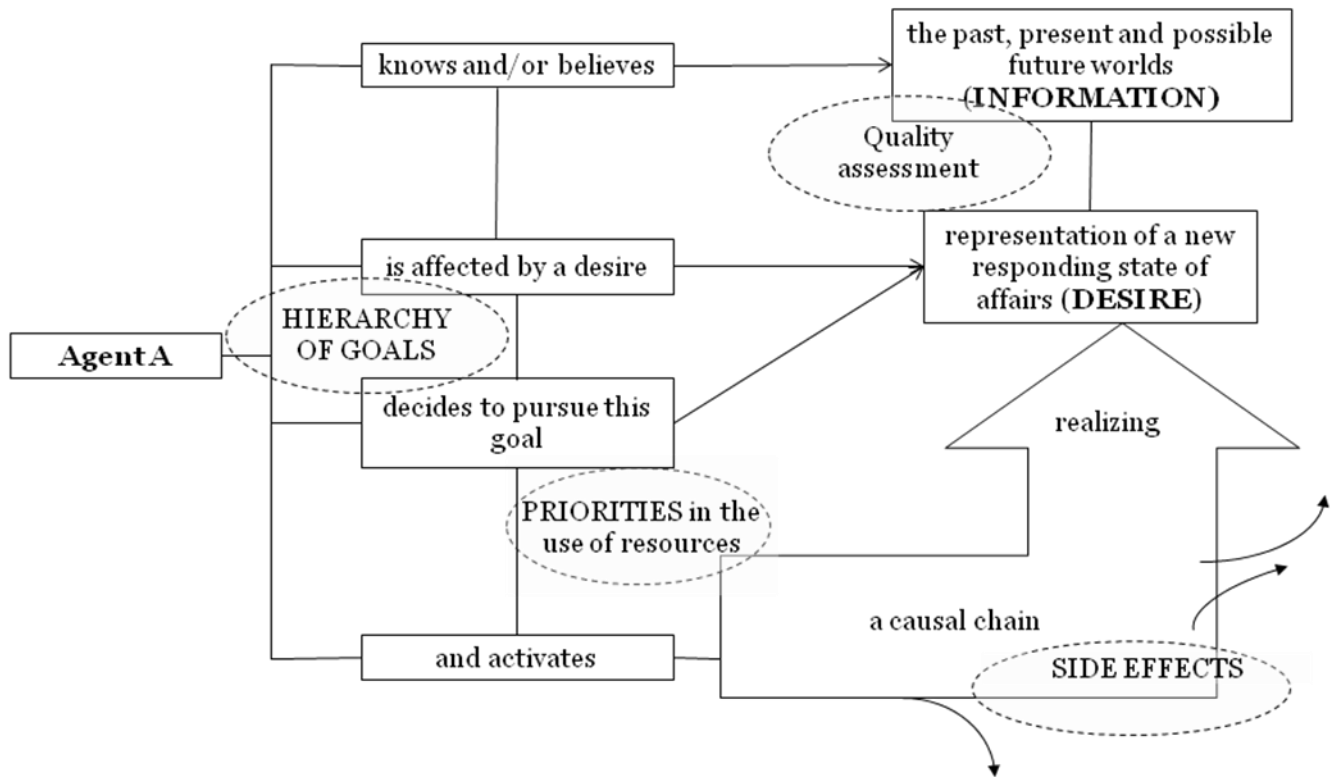 the past, present and possible
future worlds
(INFORMATION)
knows and/or believes
Quality
assessment
representation of a new
responding state of
affairs (DESIRE)
is affected by a desire
HIERARCHY
OF GOALS
Agent A
decides to pursue this
goal
realizing
PRIORITIES in the
use of resources
a causal chain
and activates
SIDE EFFECTS